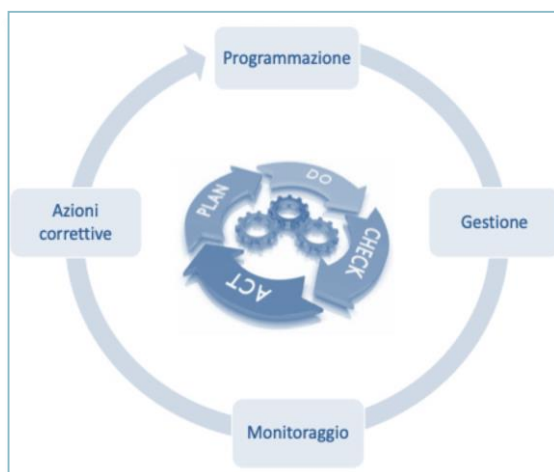 Programmazione
Gestione
Monitoraggio
Azioni
correttive
PLAN
DO
CHECK
ACT